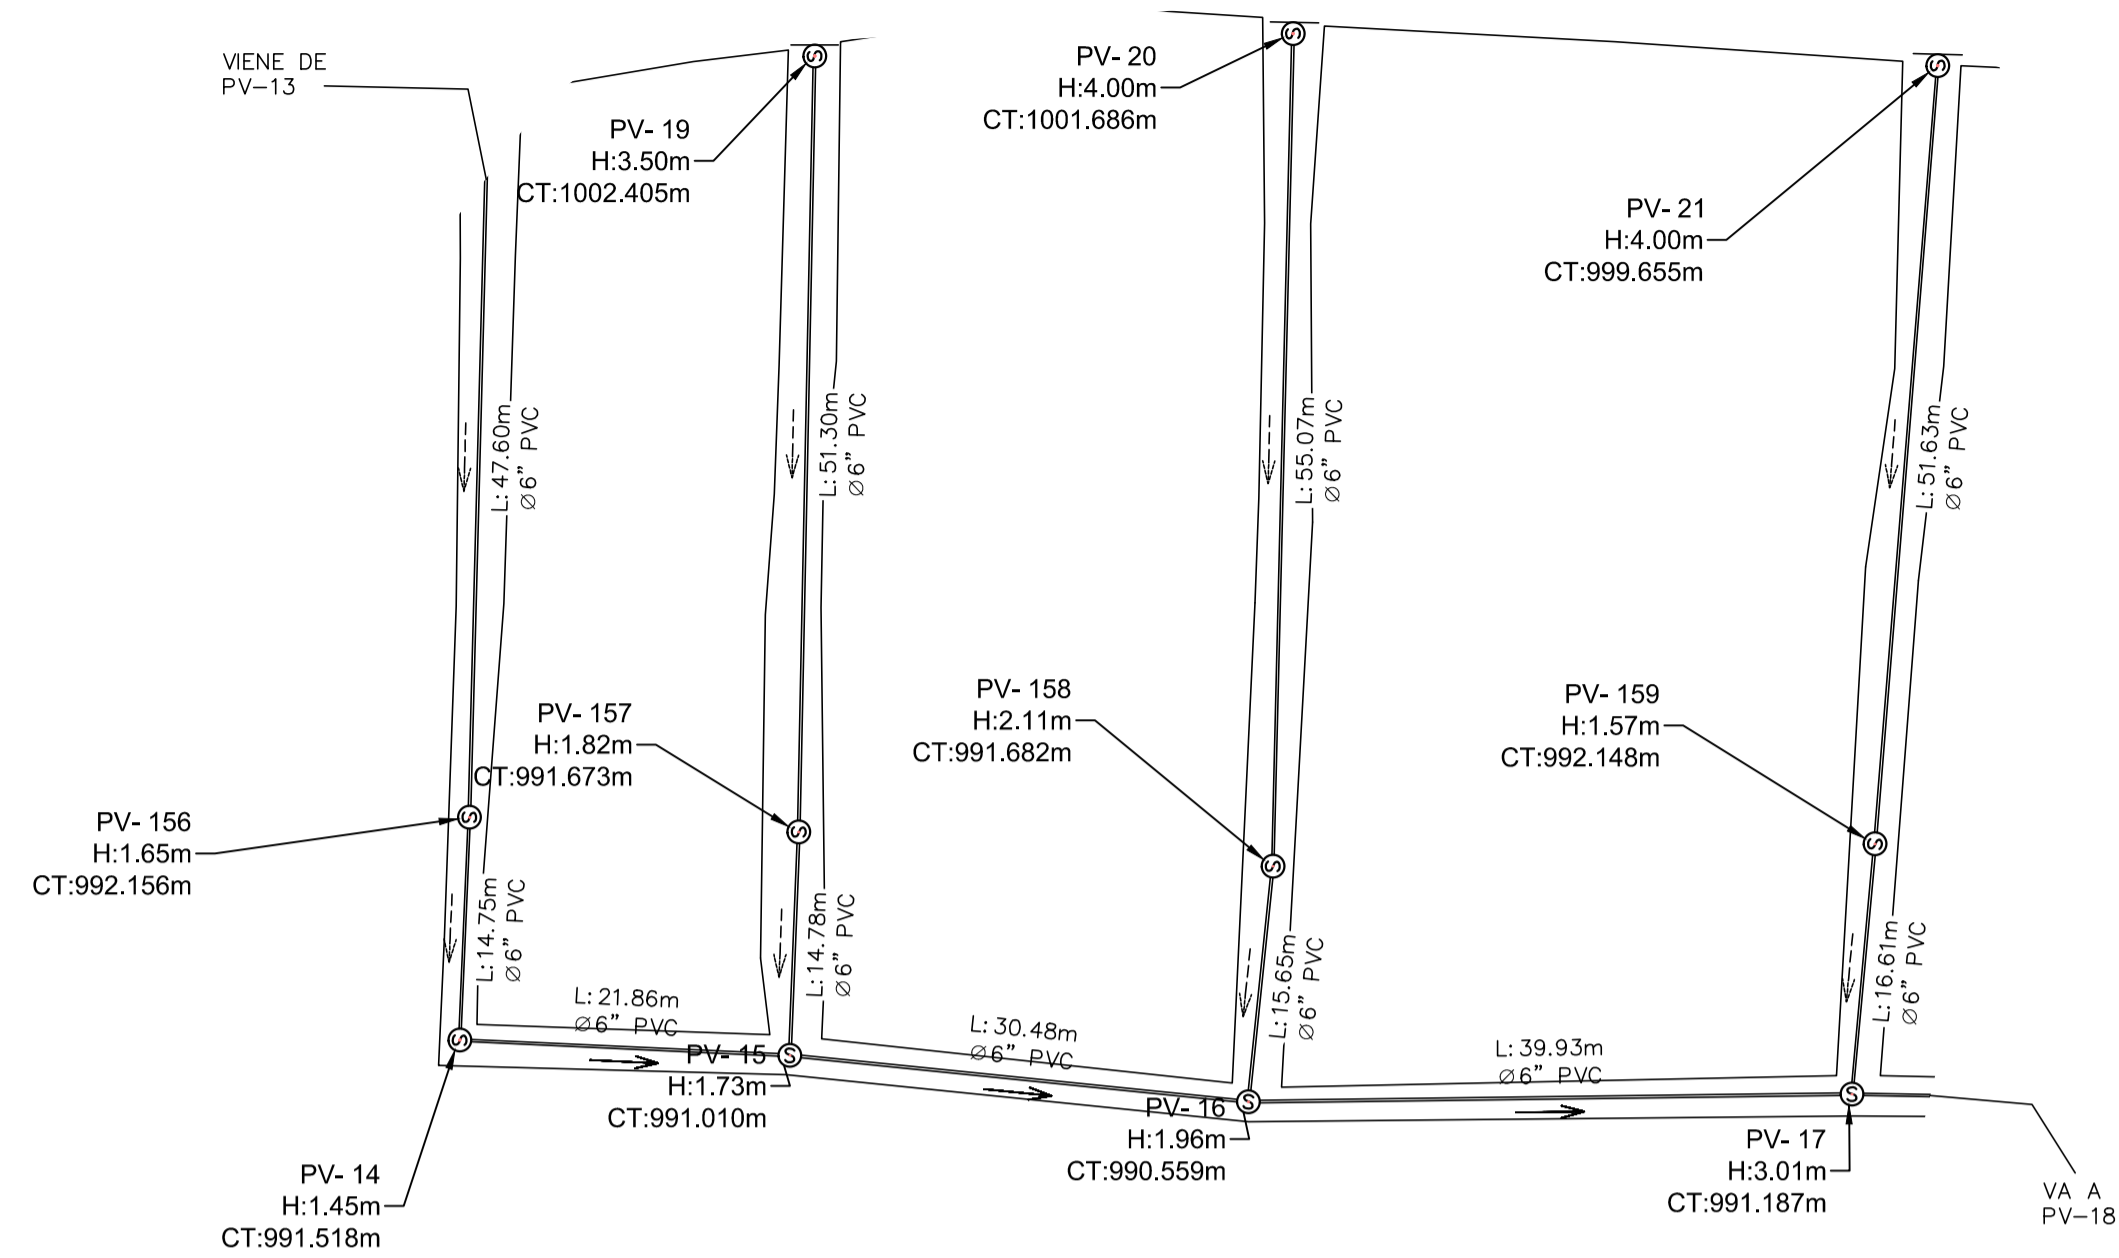 VIENE DE
PV-13
PV- 19
H:3.50m
CT:1002.405m
PV- 20
H:4.00m
CT:1001.686m
PV- 21
H:4.00m
CT:999.655m
L: 47.60m
Ø6" PVC
L: 51.30m
Ø6" PVC
L: 55.07m
Ø6" PVC
L: 51.63m
Ø6" PVC
PV- 156
H:1.65m
CT:992.156m
PV- 157
H:1.82m
CT:991.673m
PV- 158
H:2.11m
CT:991.682m
PV- 159
H:1.57m
CT:992.148m
L: 14.75m
Ø6" PVC
L: 14.78m
Ø6" PVC
L: 15.65m
Ø6" PVC
L: 16.61m
Ø6" PVC
L: 21.86m
Ø6" PVC
L: 30.48m
Ø6" PVC
L: 39.93m
Ø6" PVC
PV- 14
H:1.45m
CT:991.518m
PV- 15
H:1.73m
CT:991.010m
PV- 16
H:1.96m
CT:990.559m
PV- 17
H:3.01m
CT:991.187m
VA A
PV-18
S
S
S
S
S
S
S
S
S
S
S